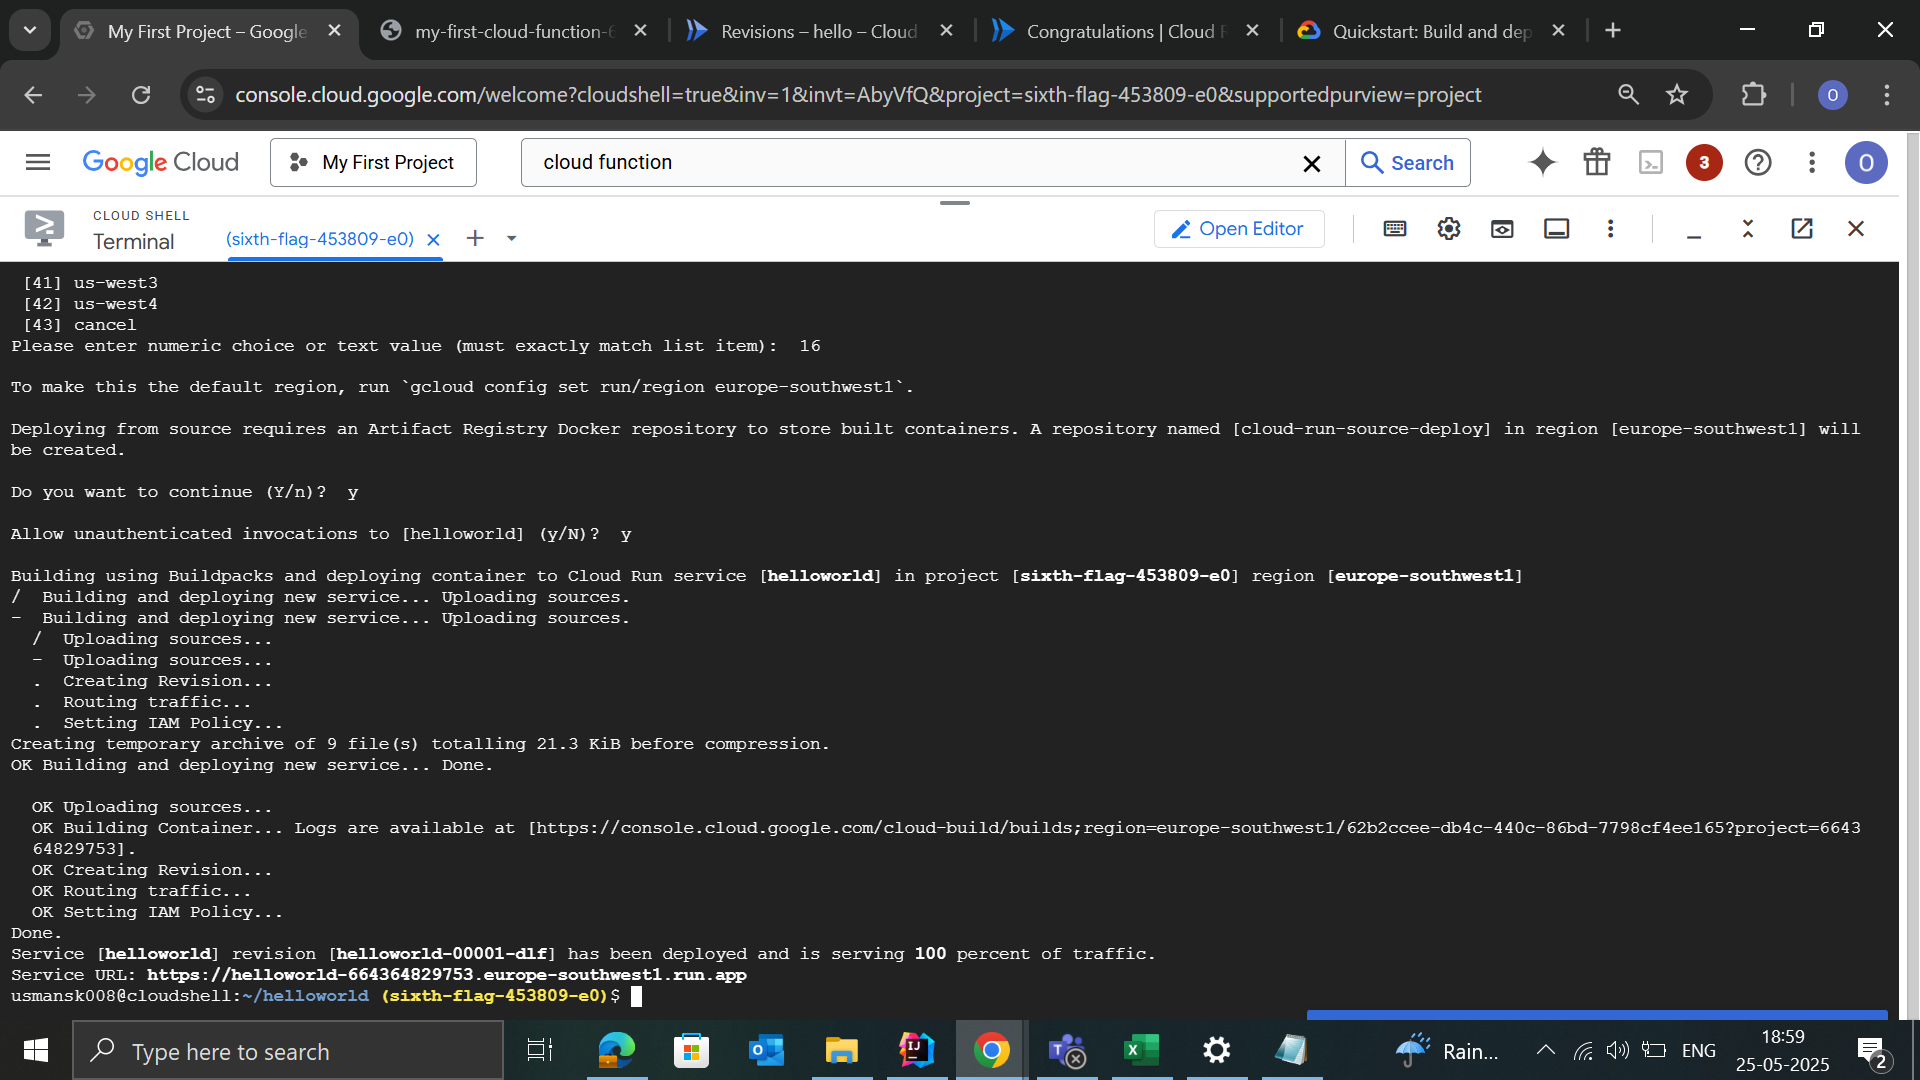 My First Project – Google
my-first-cloud-function-6
Revisions – hello – Cloud
Congratulations | Cloud R
Quickstart: Build and dep
console.cloud.google.com/welcome?cloudshell=true&inv=1&invt=AbyVfQ&project=sixth-flag-453809-e0&supportedpurview=project
O
Google Cloud
My First Project
cloud function
Search
3
O
CLOUD SHELL
Terminal
(sixth-flag-453809-e0)
Open Editor
[41] us-west3
[42] us-west4
[43] cancel
Please enter numeric choice or text value (must exactly match list item):  16
To make this the default region, run `gcloud config set run/region europe-southwest1`.
Deploying from source requires an Artifact Registry Docker repository to store built containers. A repository named [cloud-run-source-deploy] in region [europe-southwest1] will
be created.
Do you want to continue (Y/n)?  y
Allow unauthenticated invocations to [helloworld] (y/N)?  y
Building using Buildpacks and deploying container to Cloud Run service [helloworld] in project [sixth-flag-453809-e0] region [europe-southwest1]
/  Building and deploying new service... Uploading sources.
-  Building and deploying new service... Uploading sources.
/  Uploading sources...
-  Uploading sources...
.  Creating Revision...
.  Routing traffic...
.  Setting IAM Policy...
Creating temporary archive of 9 file(s) totalling 21.3 KiB before compression.
OK Building and deploying new service... Done.
OK Uploading sources...
OK Building Container... Logs are available at [https://console.cloud.google.com/cloud-build/builds;region=europe-southwest1/62b2ccee-db4c-440c-86bd-7798cf4ee165?project=6643
64829753].
OK Creating Revision...
OK Routing traffic...
OK Setting IAM Policy...
Done.
Service [helloworld] revision [helloworld-00001-dlf] has been deployed and is serving 100 percent of traffic.
Service URL: https://helloworld-664364829753.europe-southwest1.run.app
usmansk008@cloudshell:~/helloworld (sixth-flag-453809-e0)$
Type here to search
Rain...
ENG
18:59
25-05-2025
2